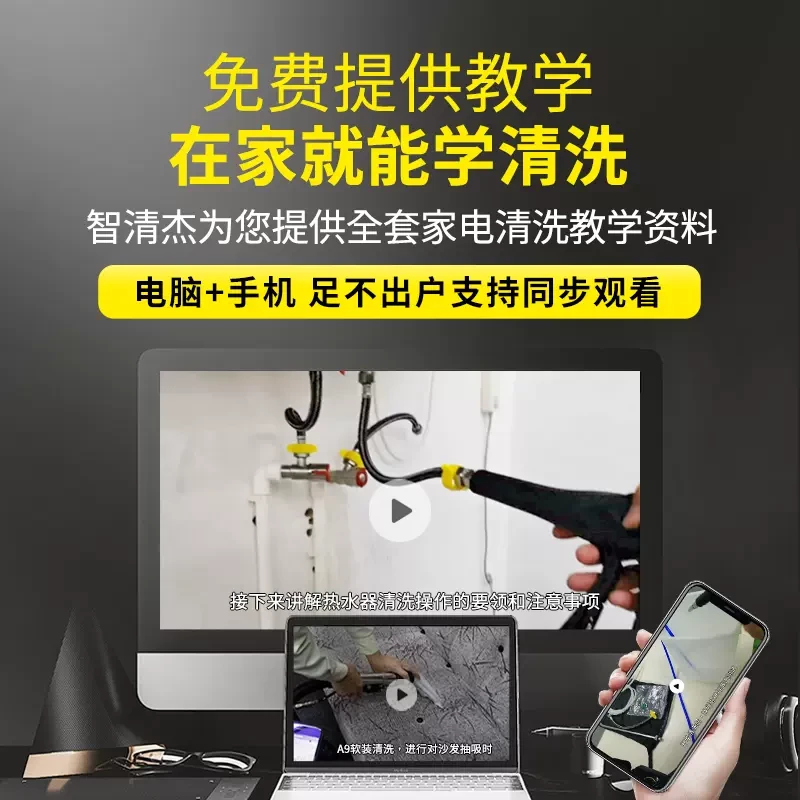 免费提供教学
在家就能学清洗
智清杰为您提供全套家电清洗教学资料
电脑+手机 足不出户支持同步观看
接下来讲解热水器清洗操作的要领和注意事项
A9软装清洗,进行对沙发抽吸时